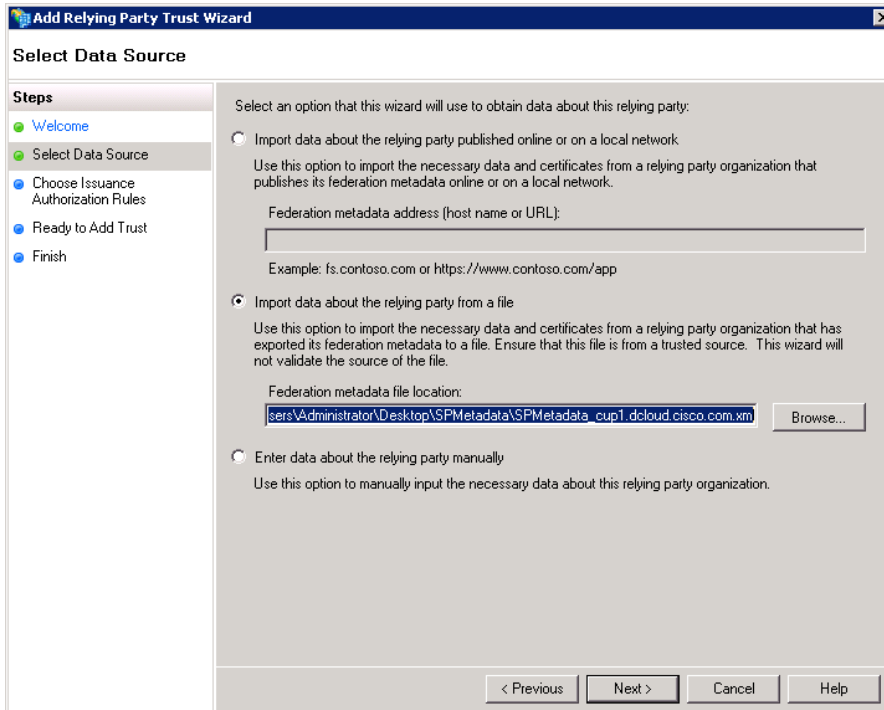 Add Relying Party Trust Wizard
Select Data Source
Steps
Welcome
Select Data Source
Choose Issuance
Authorization Rules
Ready to Add Trust
Finish
Select an option that this wizard will use to obtain data about this relying party:
Import data about the relying party published online or on a local network
Use this option to import the necessary data and certificates from a relying party organization that
publishes its federation metadata online or on a local network.
Federation metadata address (host name or URL):
Example: fs.contoso.com or https://www.contoso.com/app
Import data about the relying party from a file
Use this option to import the necessary data and certificates from a relying party organization that has
exported its federation metadata to a file. Ensure that this file is from a trusted source.  This wizard will
not validate the source of the file.
Federation metadata file location:
sers\Administrator\Desktop\SPMetadata\SPMetadata_cup1.dcloud.cisco.com.xml
Browse...
Enter data about the relying party manually
Use this option to manually input the necessary data about this relying party organization.
< Previous
Next >
Cancel
Help